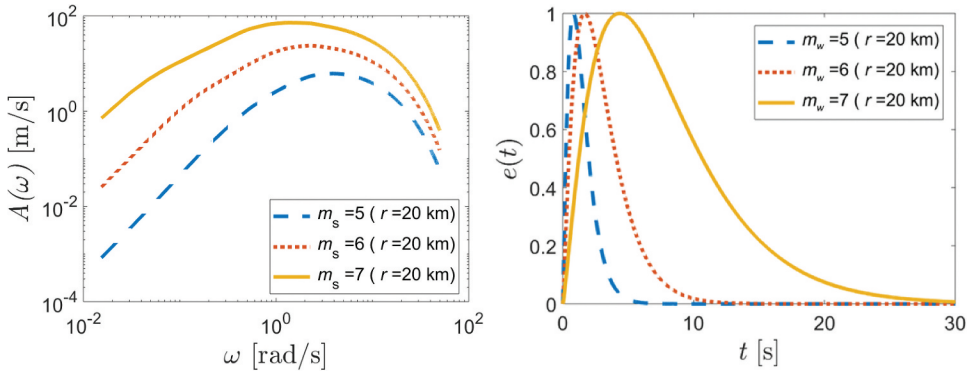 A(ω) [m/s]
10^2
10^0
10^-2
10^-4
m_s =5 ( r =20 km)
m_s =6 ( r =20 km)
m_s =7 ( r =20 km)
10^-2
10^0
10^2
ω [rad/s]
e(t)
1
0.8
0.6
0.4
0.2
0
m_w =5 ( r =20 km)
m_w =6 ( r =20 km)
m_w =7 ( r =20 km)
0
10
20
30
t [s]